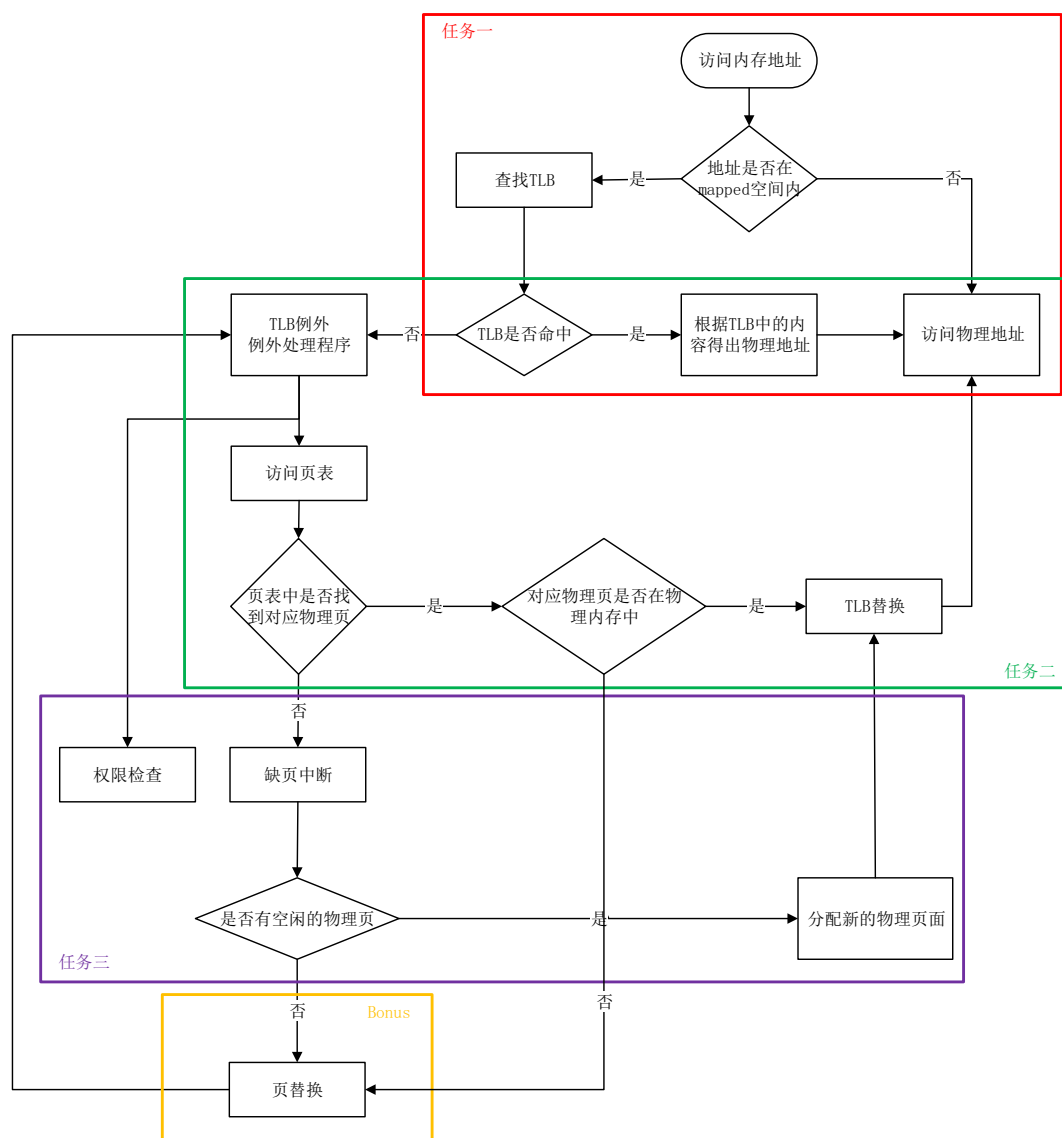 任务一
访问内存地址
地址是否在
mapped空间内
是
否
查找TLB
TLB例外
例外处理程序
否
TLB是否命中
是
根据TLB中的内
容得出物理地址
访问物理地址
访问页表
页表中是否找
到对应物理页
是
对应物理页是否在物
理内存中
是
TLB替换
任务二
否
权限检查
缺页中断
是否有空闲的物理页
是
分配新的物理页面
任务三
否
否
Bonus
页替换